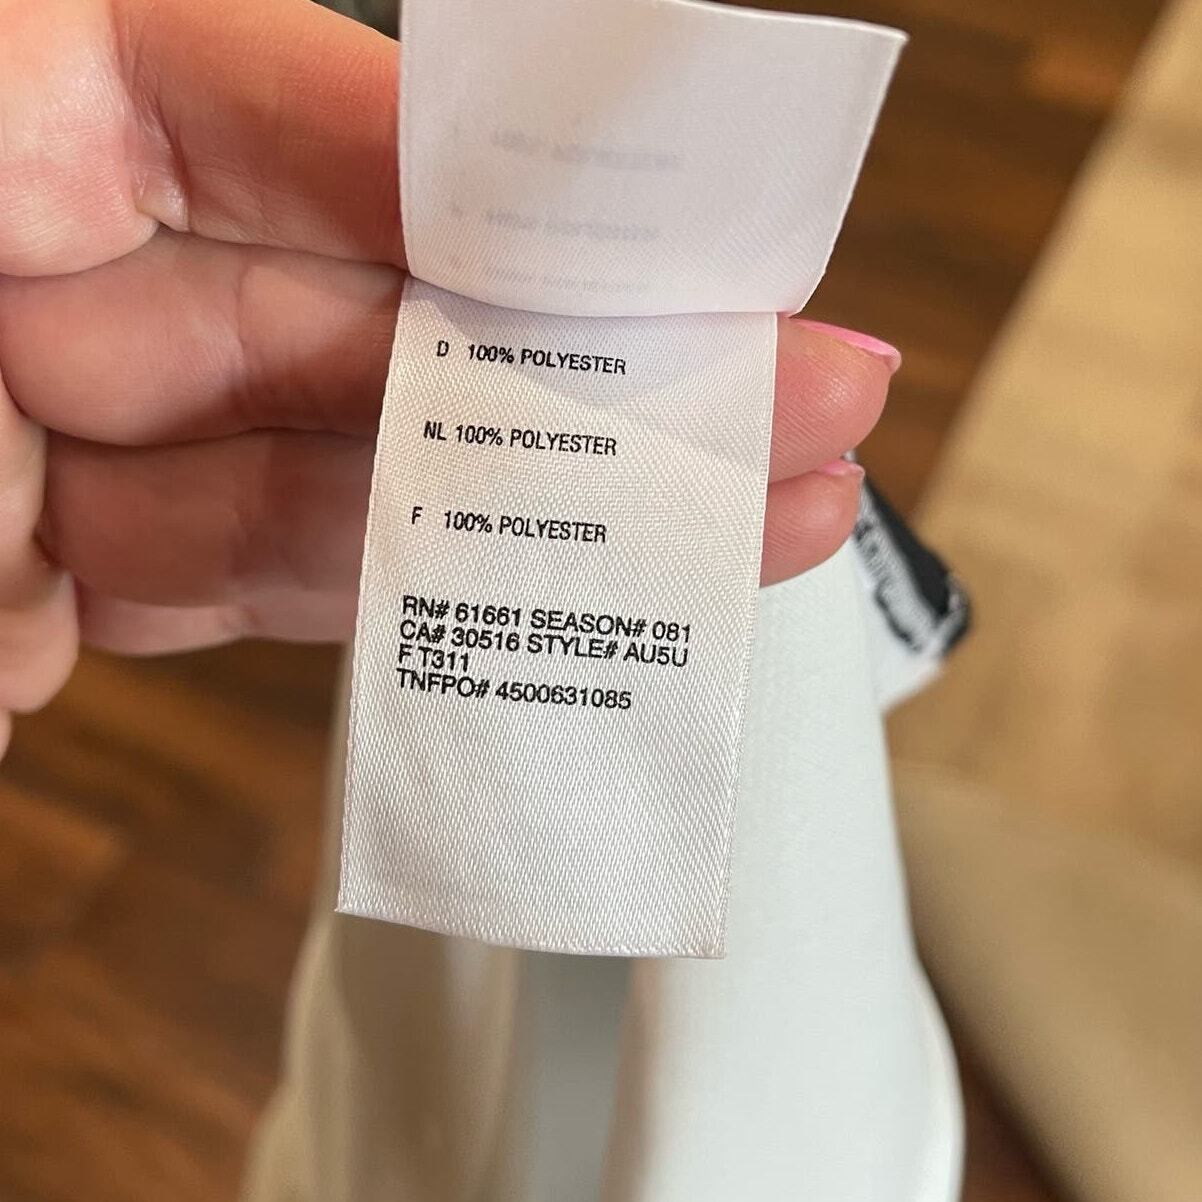 D 100% POLYESTER
NL 100% POLYESTER
F 100% POLYESTER
RN# 61661 SEASON# 081
CA# 30516 STYLE# AU5U
F T311
TNFPO# 4500631085